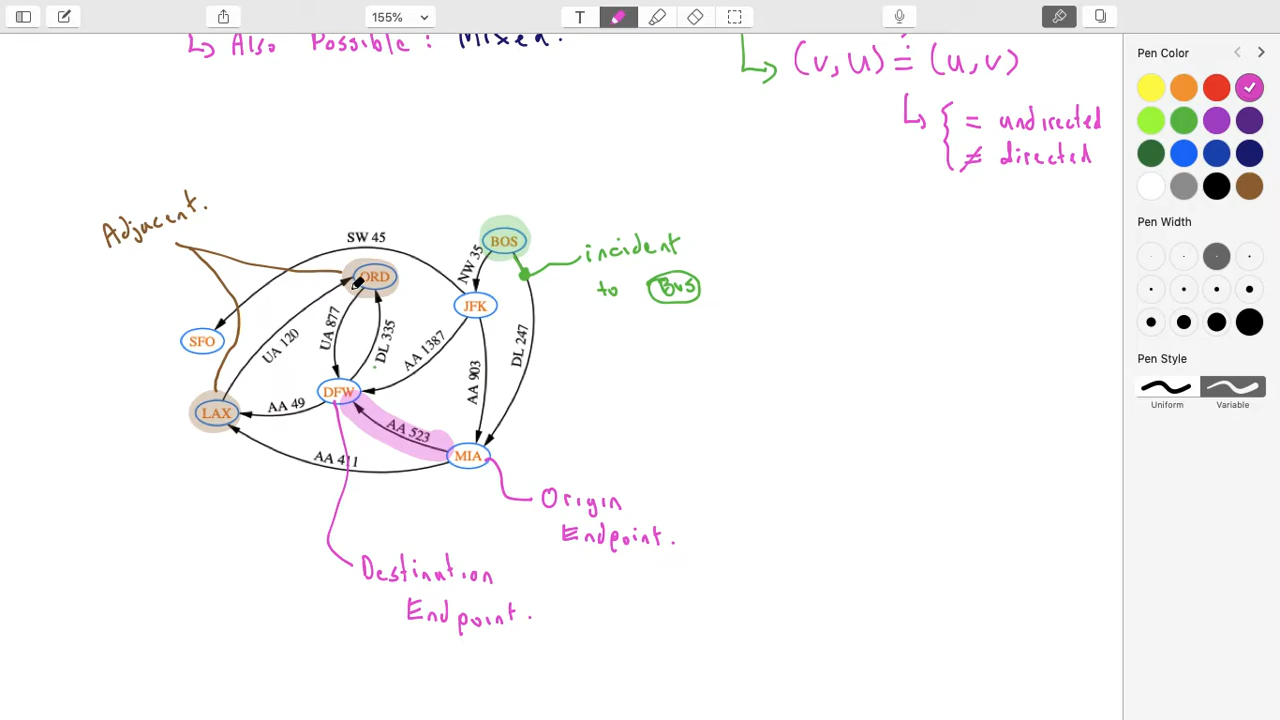 155%
T
↳ Also Possible : Mixed.
↳ (v,u) ≐ (u,v)
↳ { = undirected
≠ directed
Pen Color
Pen Width
Pen Style
Uniform
Variable
Adjacent.
SW 45
BOS
NW 35
incident
to BOS
ORD
JFK
SFO
UA 120
UA 877
DL 335
AA 1387
DL 247
AA 903
DFW
LAX
AA 49
AA 523
AA 411
MIA
Origin
Endpoint.
Destination
Endpoint.